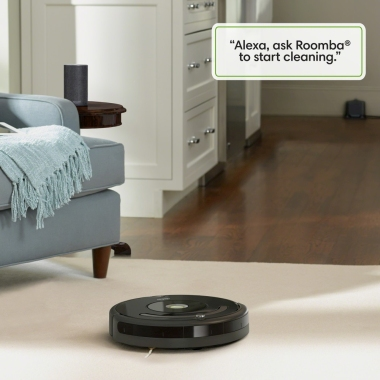 “Alexa, ask Roomba®
to start cleaning.”